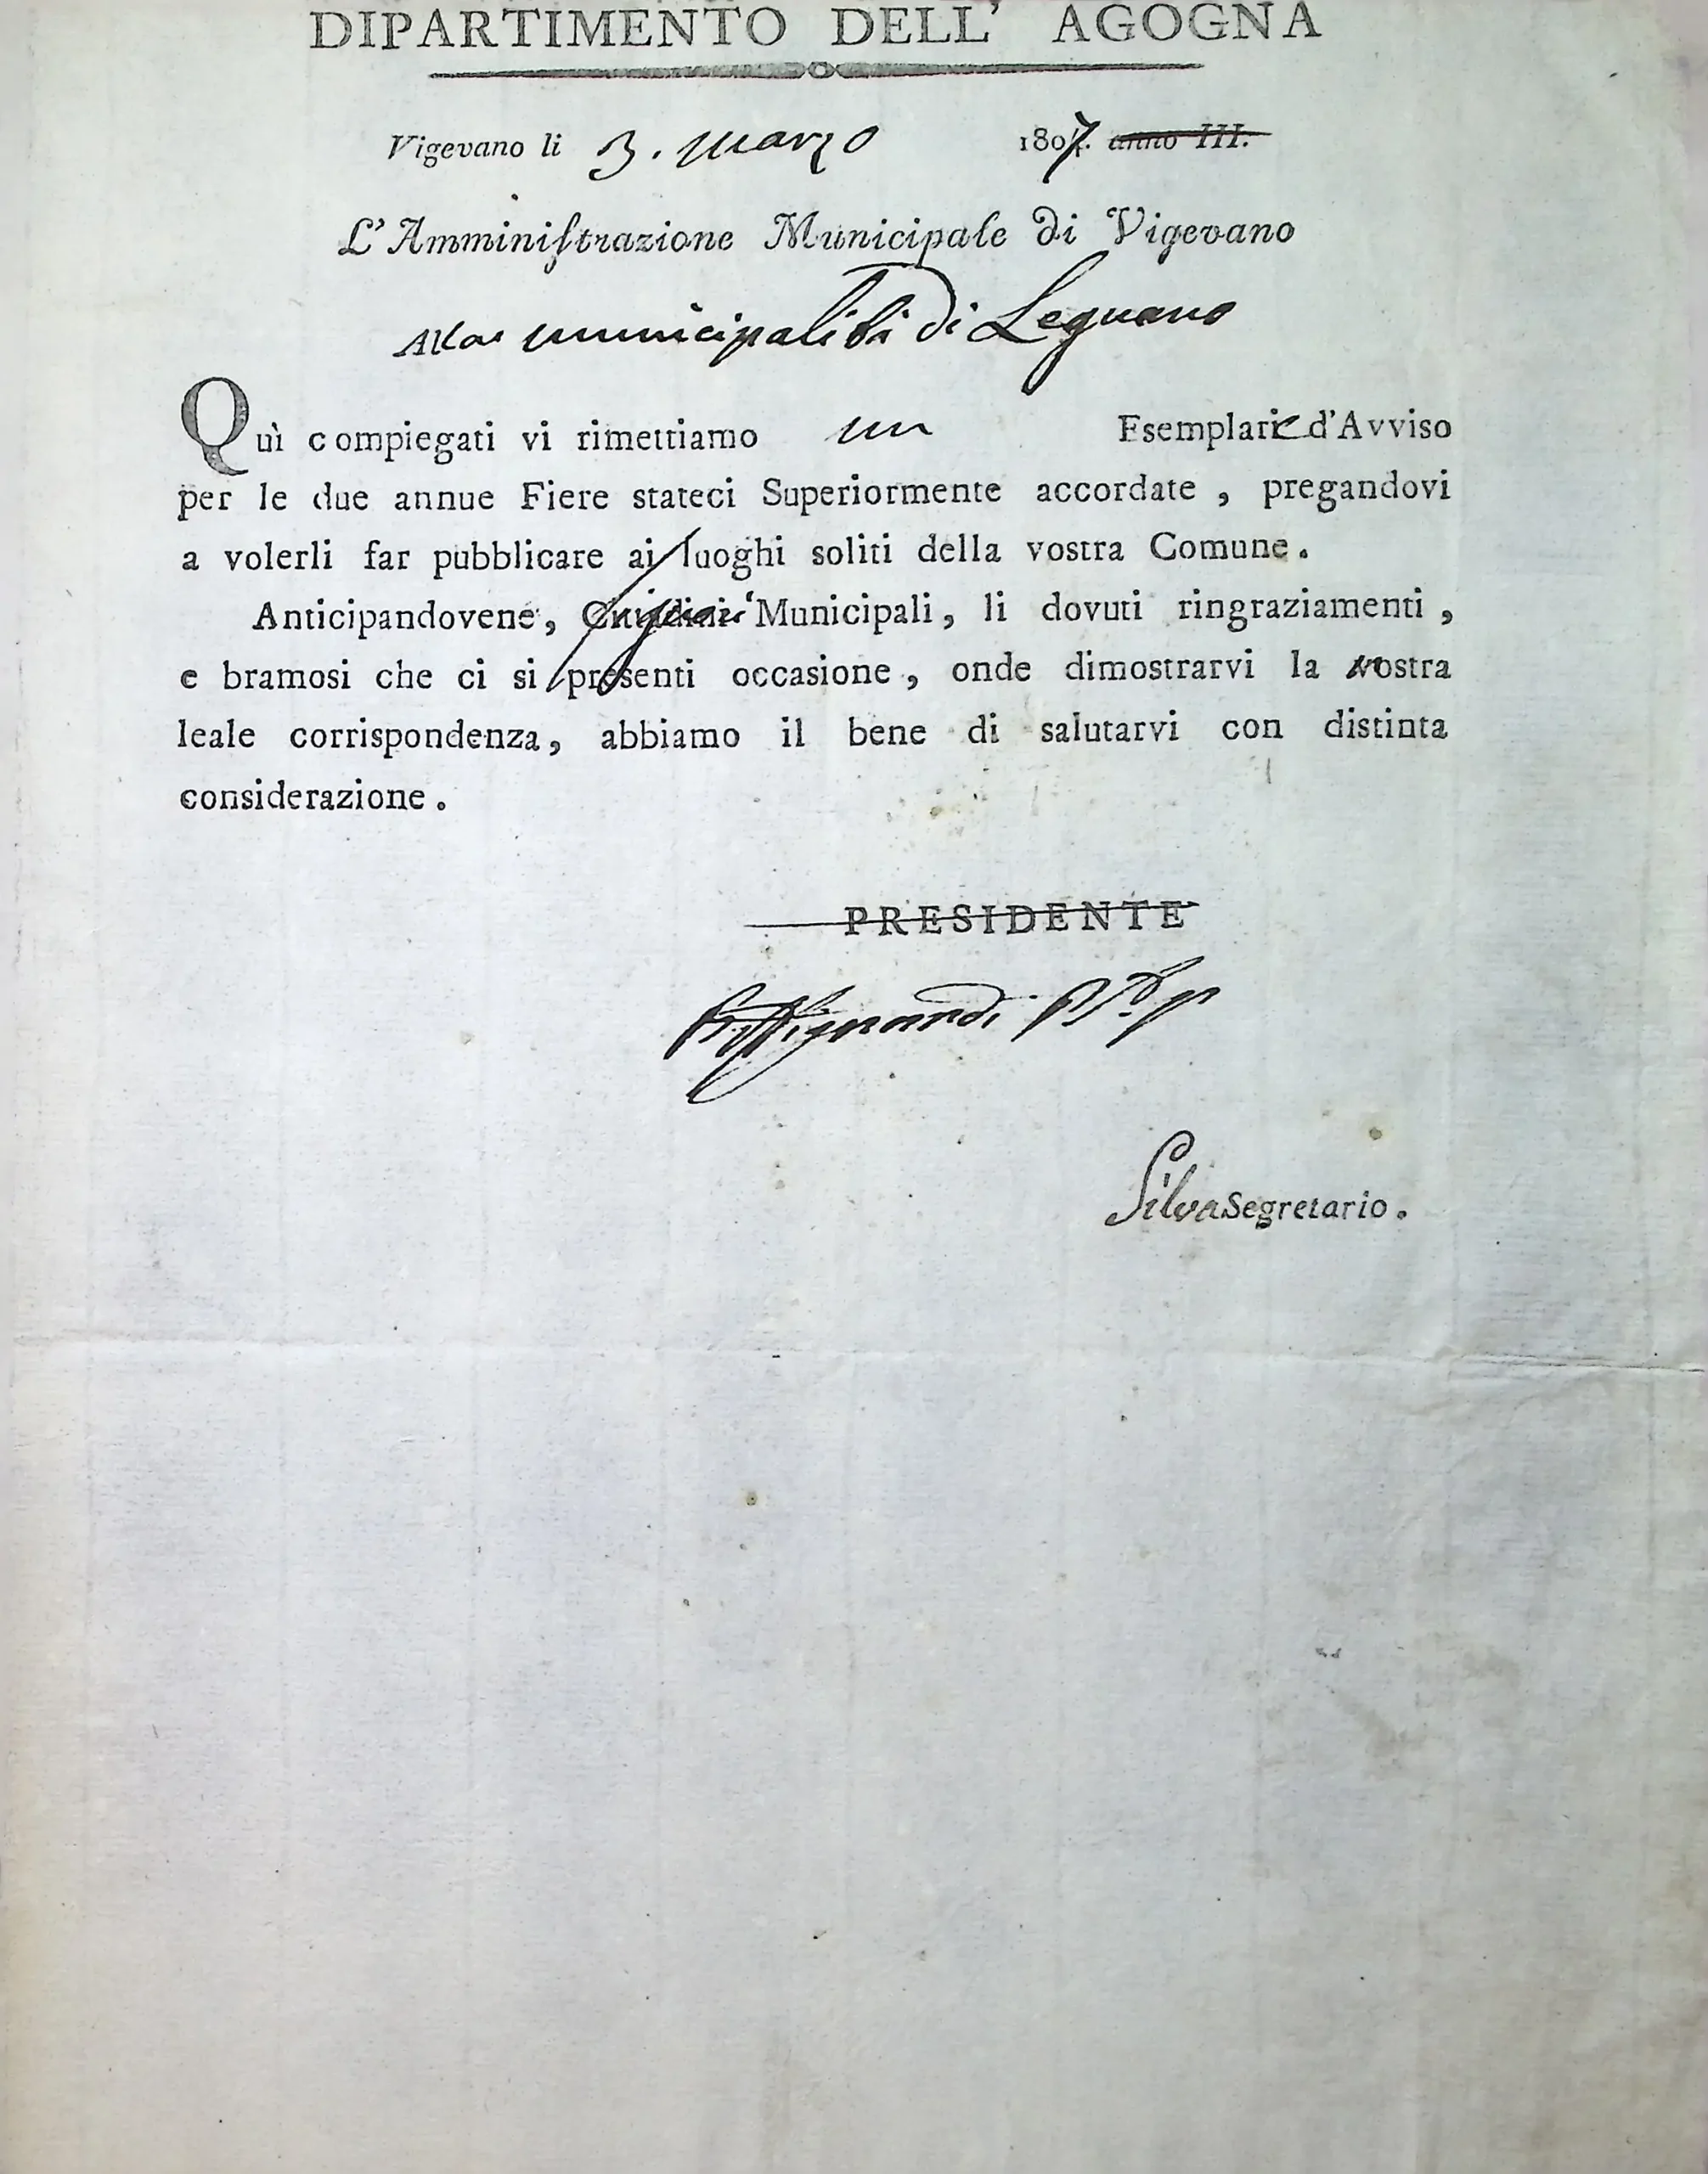 DIPARTIMENTO DELL' AGOGNA
Vigevano li 3. Marzo 1807. anno III.
L'Amminiſtrazione Municipale di Vigevano
Alla municipalità di Legnano
Quì compiegati vi rimettiamo un Esemplare d'Avviso
per le due annue Fiere stateci Superiormente accordate , pregandovi
a volerli far pubblicare ai luoghi soliti della vostra Comune .
Anticipandovene , Municipali , li dovuti ringraziamenti ,
e bramosi che ci si presenti occasione , onde dimostrarvi la nostra
leale corrispondenza , abbiamo il bene di salutarvi con distinta
considerazione .
PRESIDENTE
Silva Segretario .